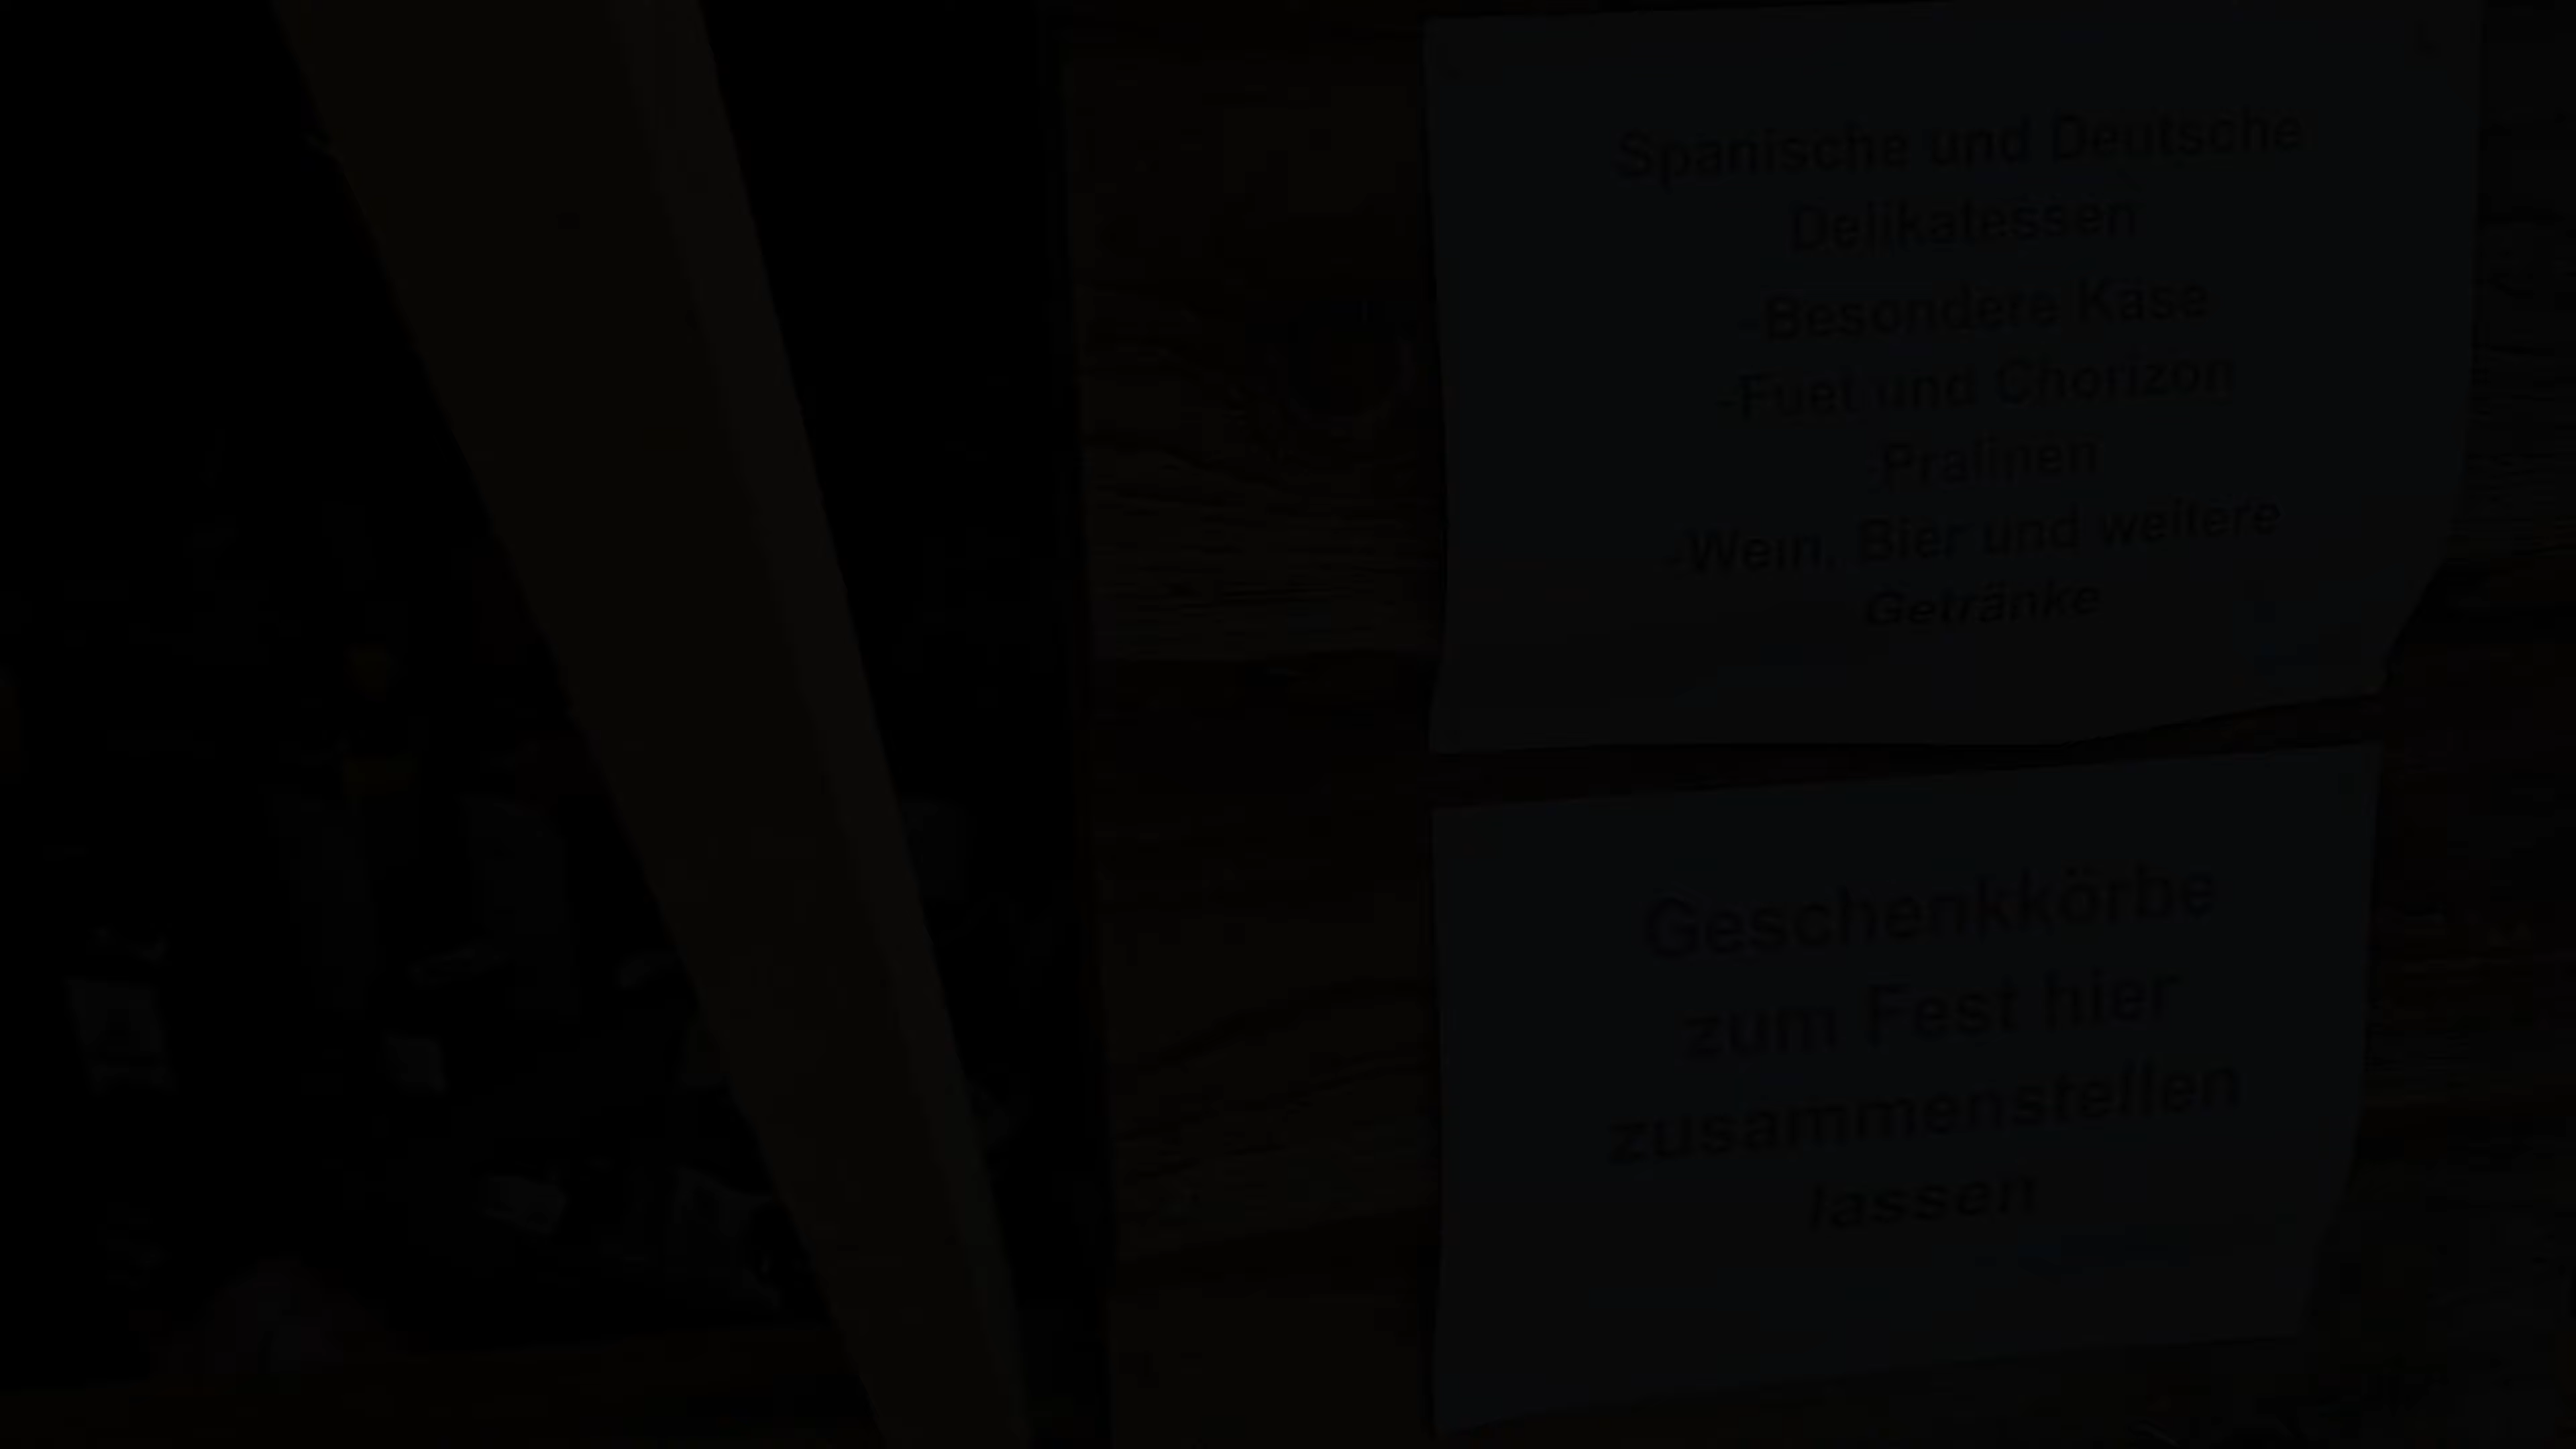 Spanische und Deutsche
Delikatessen
-Besondere Käse
-Fuet und Chorizon
-Pralinen
-Wein, Bier und weitere
Getränke
Geschenkkörbe
zum Fest hier
zusammenstellen
lassen